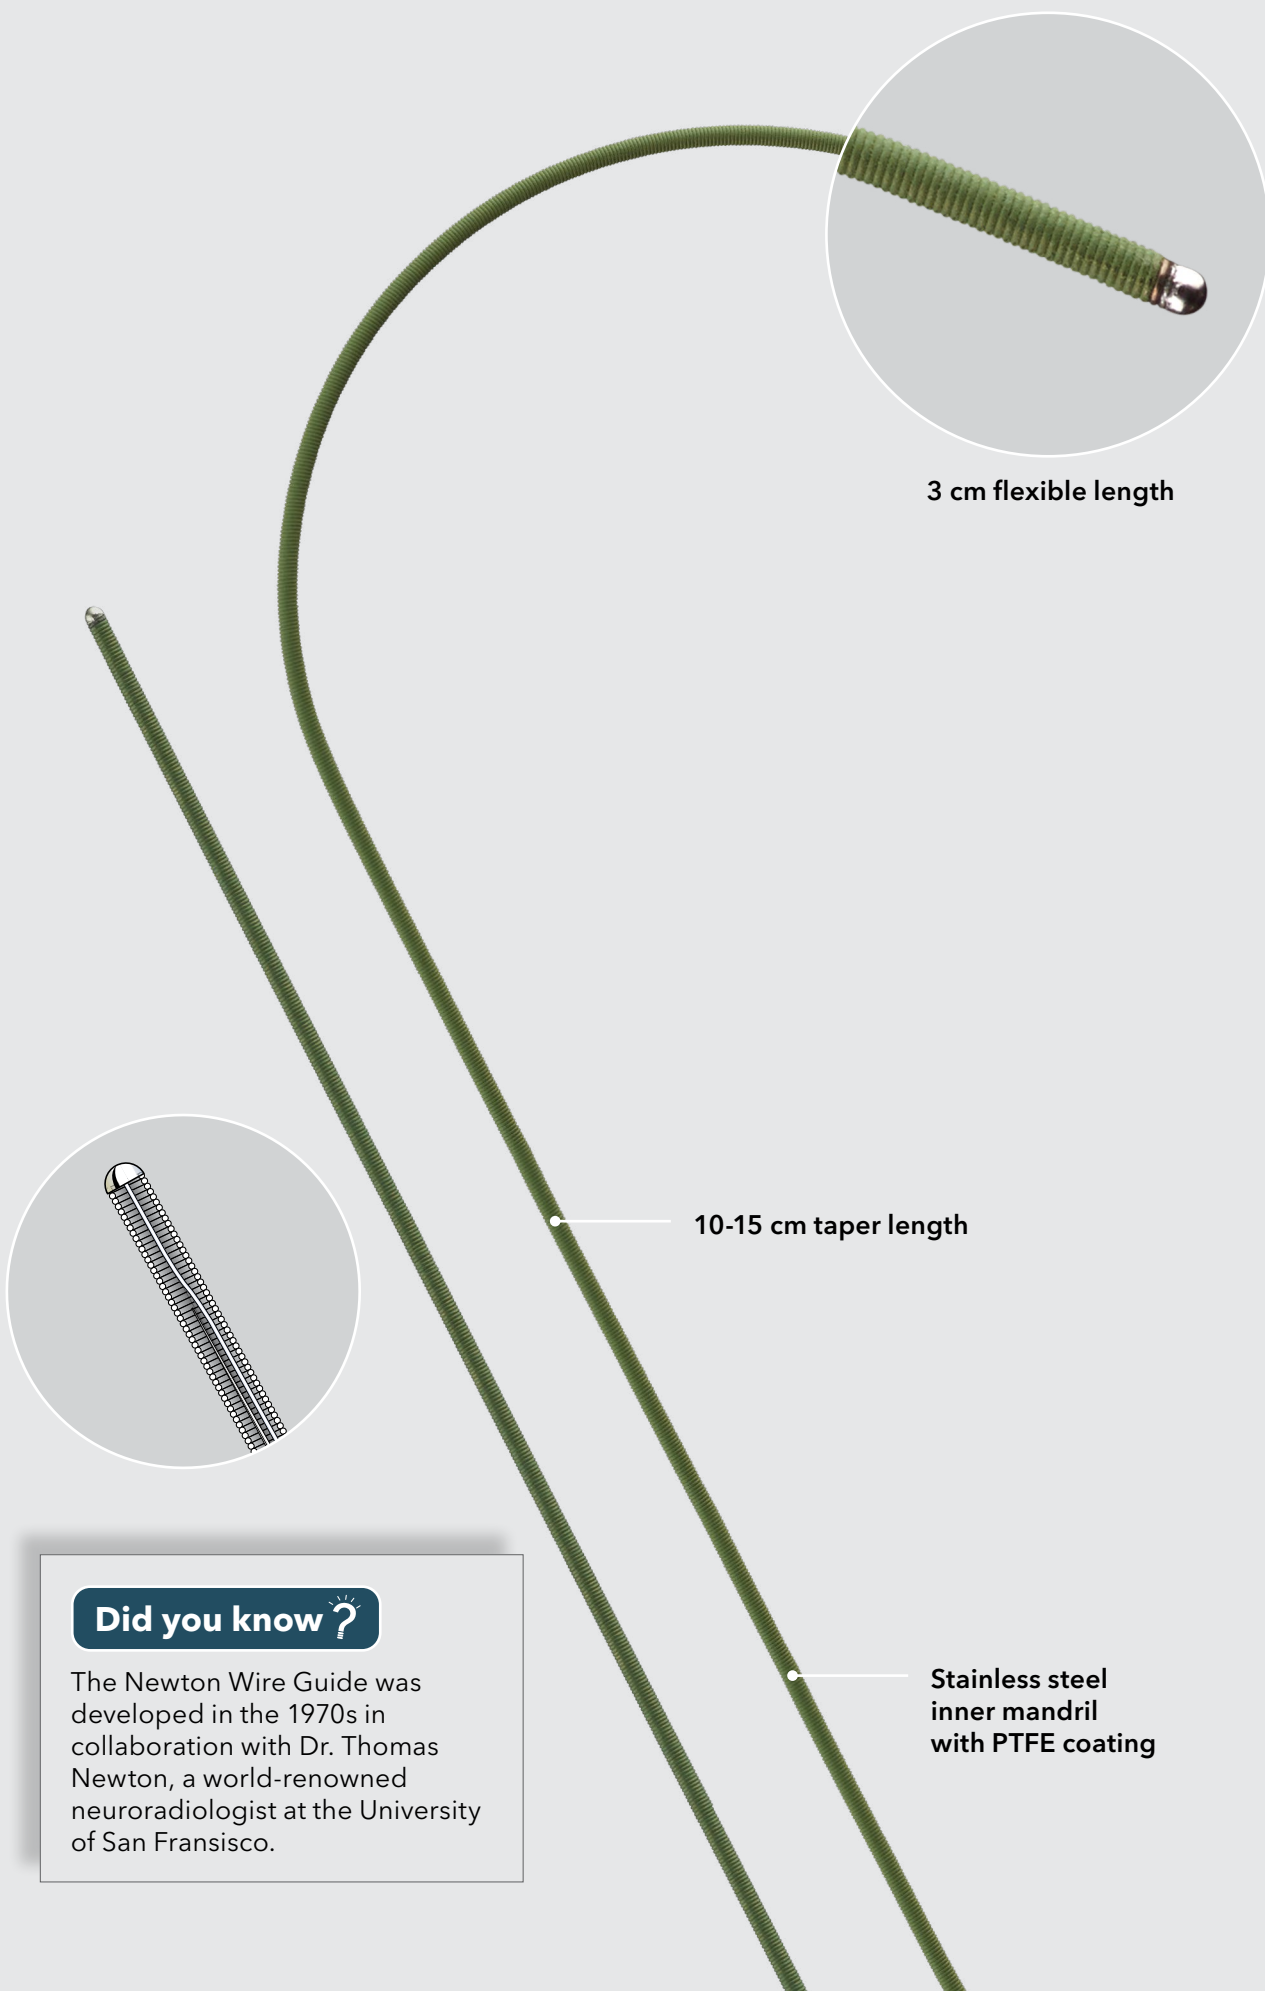 3 cm flexible length
10-15 cm taper length
Did you know?
The Newton Wire Guide was
developed in the 1970s in
collaboration with Dr. Thomas
Newton, a world-renowned
neuroradiologist at the University
of San Fransisco.
Stainless steel
inner mandril
with PTFE coating